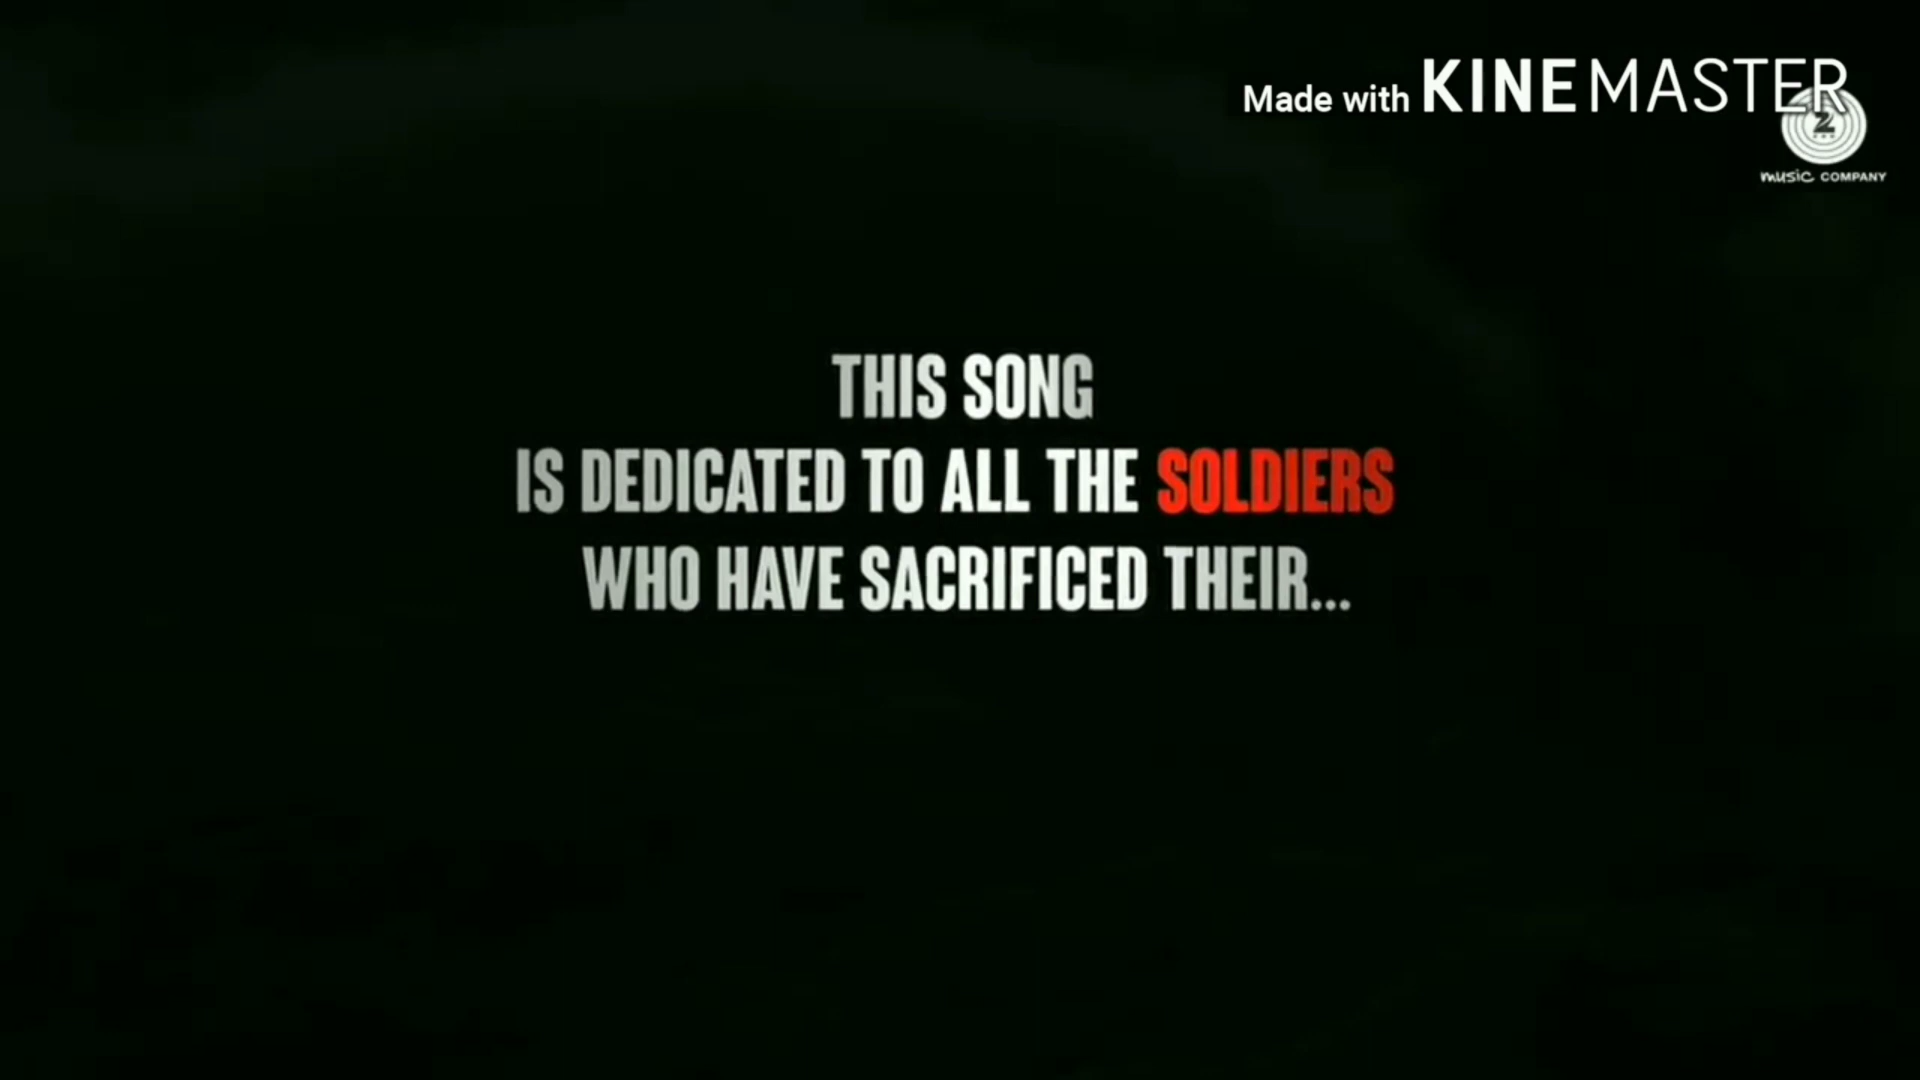 Made with KINEMASTER
Z
music COMPANY
THIS SONG
IS DEDICATED TO ALL THE SOLDIERS
WHO HAVE SACRIFICED THEIR...